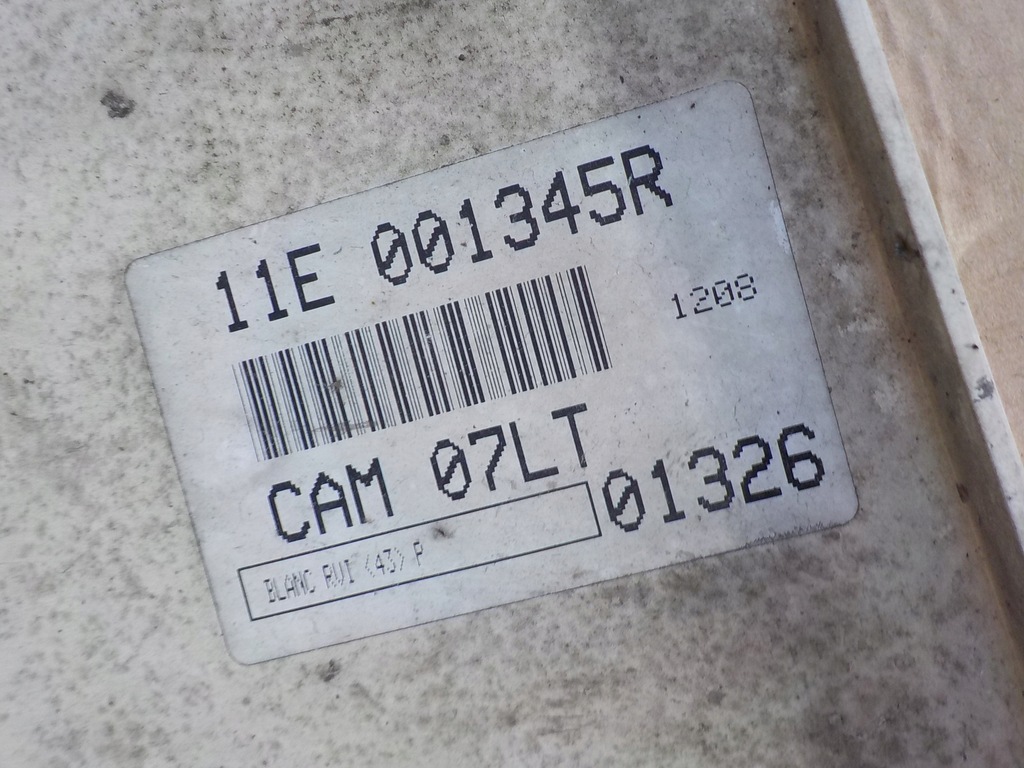 11E 001345R
1208
CAM 07LT
01326
BLANC RVI (43) P